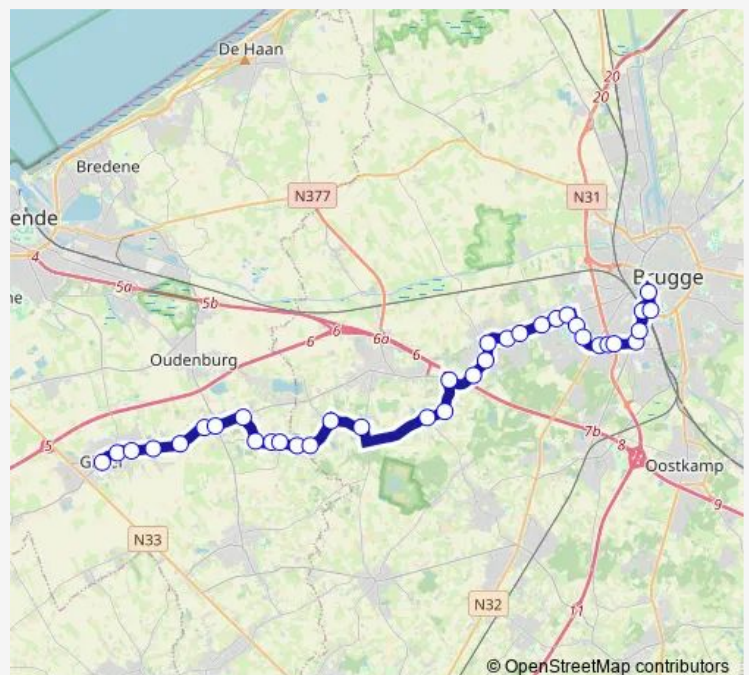 De Haan
20
20
Bredene
N377
N31
ende
4
5a
5b
Brugge
ne
6
6a
6
6
Oudenburg
5
7b
8
Oostkamp
9
N33
N32
11
© OpenStreetMap contributors